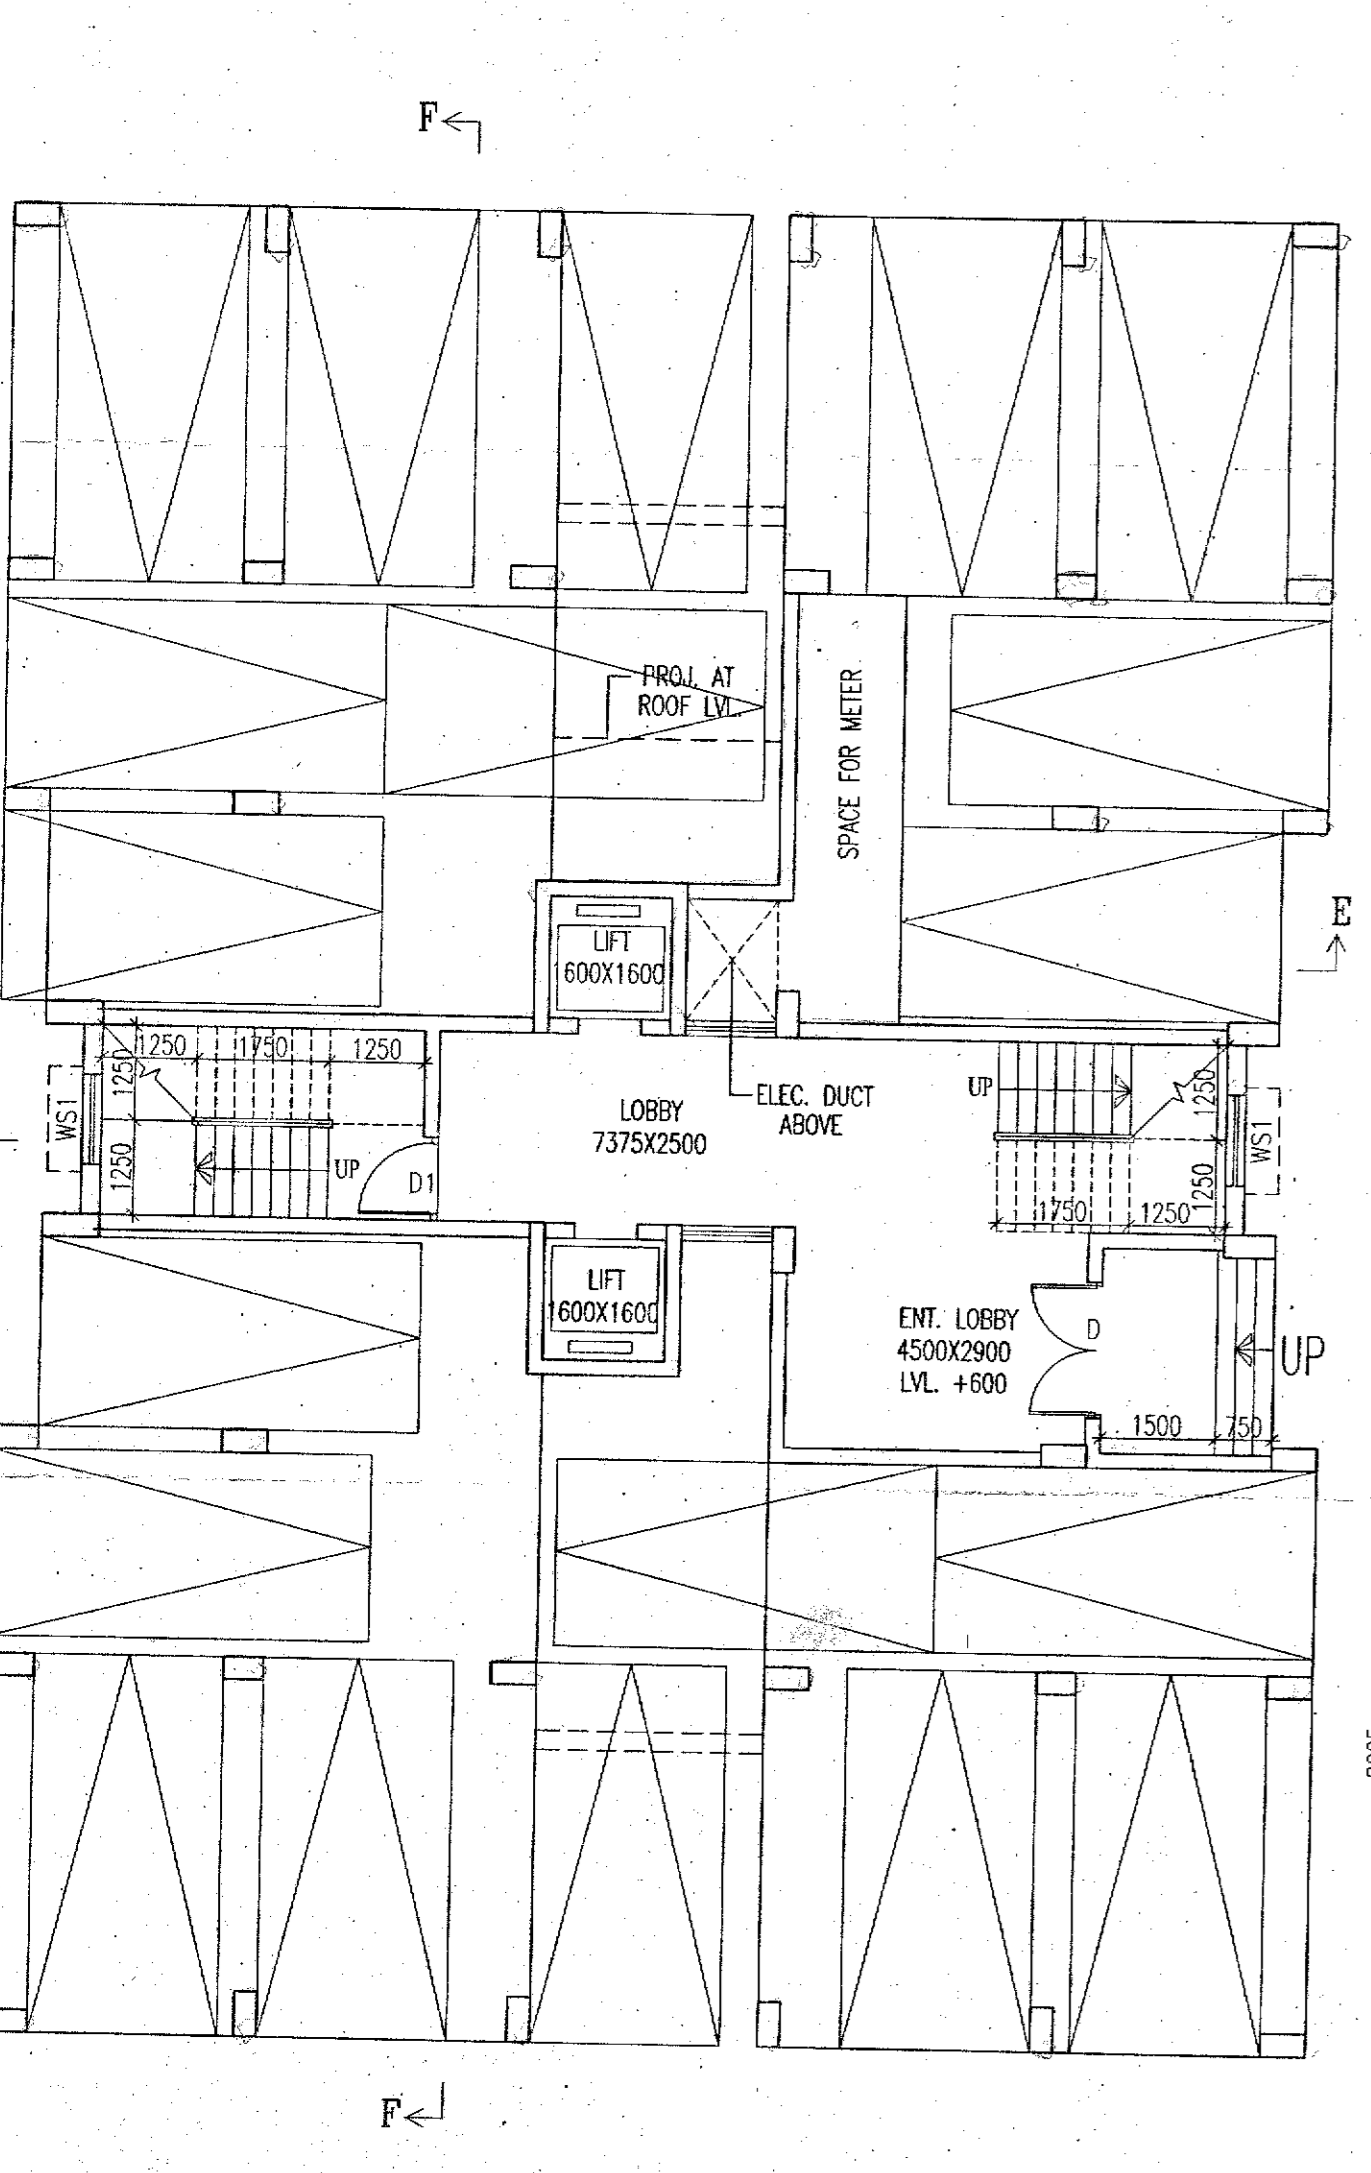 F
PROJ. AT
ROOF LVL.
SPACE FOR METER
E
LIFT
1600X1600
1250
1750
1250
1250
1250
WS1
UP
D1
LOBBY
7375X2500
ELEC. DUCT
ABOVE
UP
1250
1250
WS1
1750
1250
LIFT
1600X1600
ENT. LOBBY
4500X2900
LVL. +600
D
UP
1500
750
F